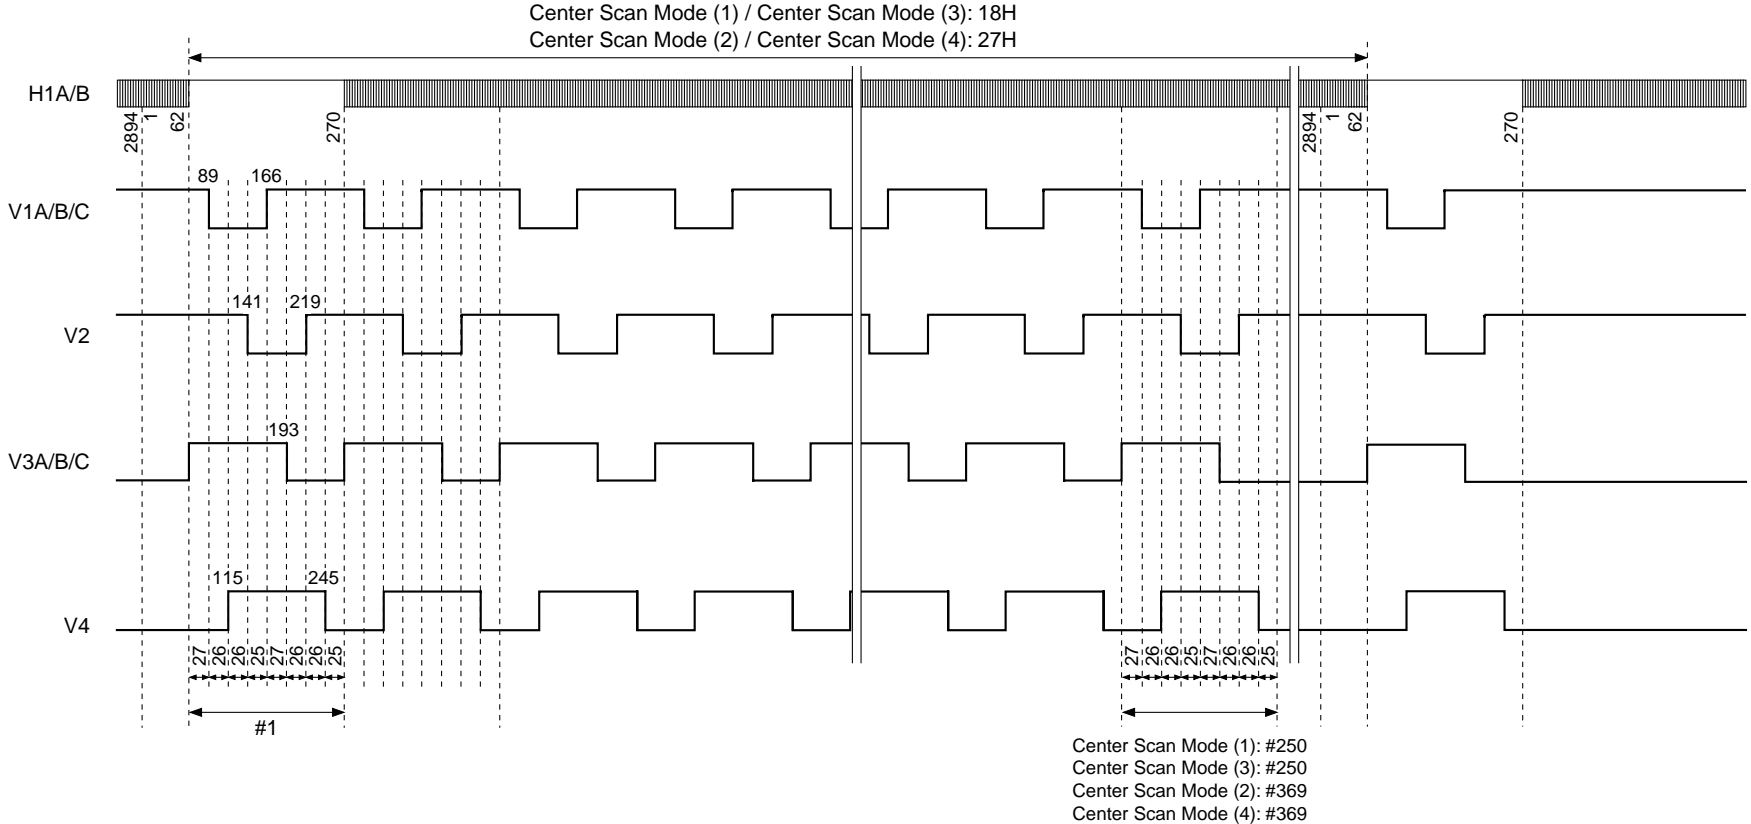 Center Scan Mode (1) / Center Scan Mode (3): 18H
Center Scan Mode (2) / Center Scan Mode (4): 27H
H1A/B
2894
1
62
270
2894
1
62
270
V1A/B/C
89
166
V2
141
219
V3A/B/C
193
V4
115
245
27
26
26
25
27
26
26
25
27
26
26
25
27
26
26
25
#1
Center Scan Mode (1): #250
Center Scan Mode (3): #250
Center Scan Mode (2): #369
Center Scan Mode (4): #369